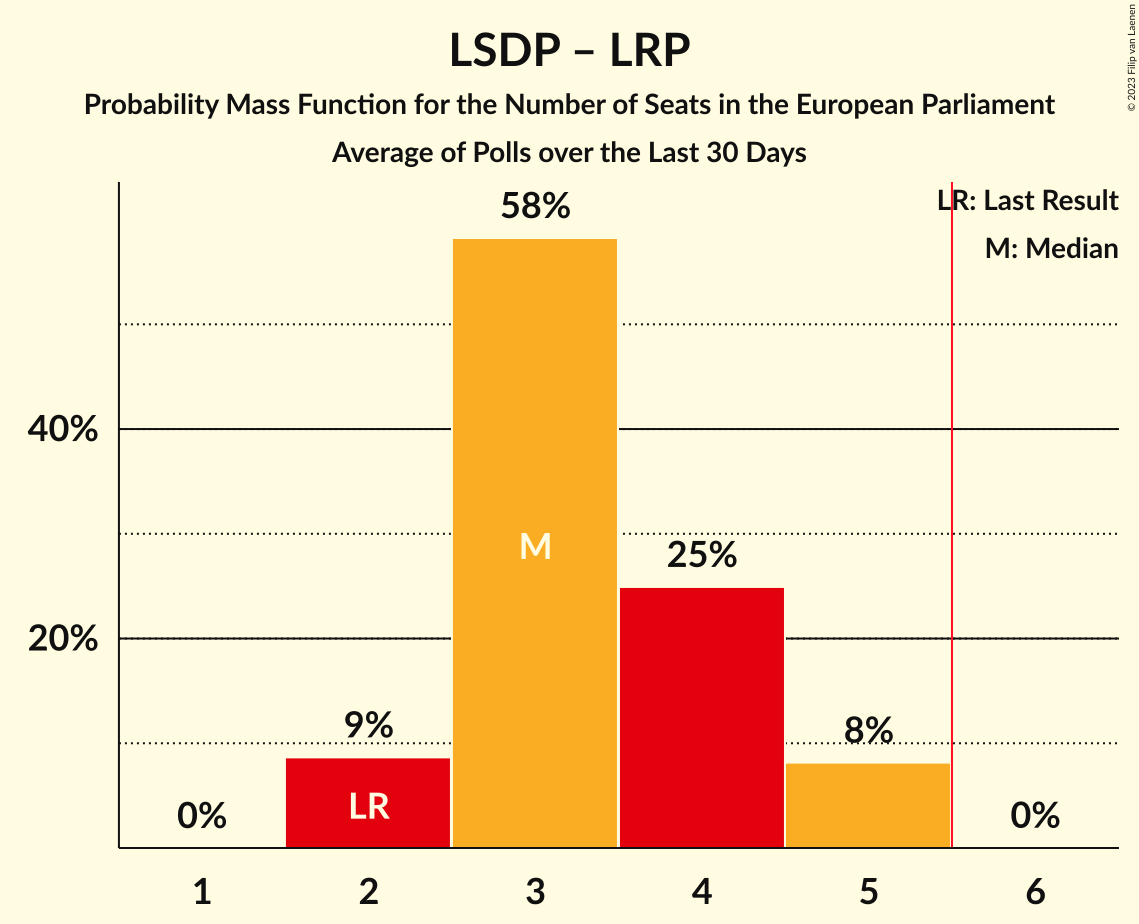 LSDP – LRP
Probability Mass Function for the Number of Seats in the European Parliament
Average of Polls over the Last 30 Days
© 2023 Filip van Laenen
LR: Last Result
M: Median
58%
40%
M
25%
20%
9%
8%
LR
0%
0%
1 2 3 4 5 6